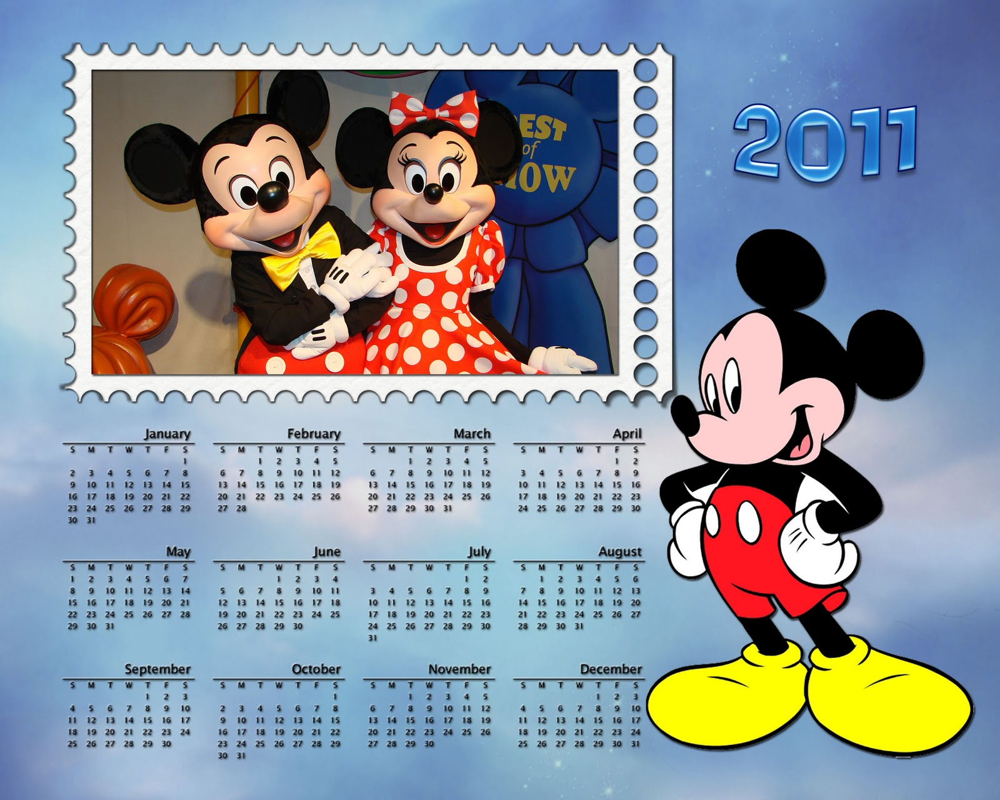 BEST
of
SHOW
2011
January February March April
S M T W T F S S M T W T F S S M T W T F S S M T W T F S
1 1 2 3 4 5 1 2 3 4 5 1 2
2 3 4 5 6 7 8 6 7 8 9 10 11 12 6 7 8 9 10 11 12 3 4 5 6 7 8 9
9 10 11 12 13 14 15 13 14 15 16 17 18 19 13 14 15 16 17 18 19 10 11 12 13 14 15 16
16 17 18 19 20 21 22 20 21 22 23 24 25 26 20 21 22 23 24 25 26 17 18 19 20 21 22 23
23 24 25 26 27 28 29 27 28 27 28 29 30 31 24 25 26 27 28 29 30
30 31
May June July August
S M T W T F S S M T W T F S S M T W T F S S M T W T F S
1 2 3 4 5 6 7 1 2 3 4 1 2 1 2 3 4 5 6
8 9 10 11 12 13 14 5 6 7 8 9 10 11 3 4 5 6 7 8 9 7 8 9 10 11 12 13
15 16 17 18 19 20 21 12 13 14 15 16 17 18 10 11 12 13 14 15 16 14 15 16 17 18 19 20
22 23 24 25 26 27 28 19 20 21 22 23 24 25 17 18 19 20 21 22 23 21 22 23 24 25 26 27
29 30 31 26 27 28 29 30 24 25 26 27 28 29 30 28 29 30 31
31
September October November December
S M T W T F S S M T W T F S S M T W T F S S M T W T F S
1 2 3 1 1 2 3 4 5 1 2 3
4 5 6 7 8 9 10 2 3 4 5 6 7 8 6 7 8 9 10 11 12 4 5 6 7 8 9 10
11 12 13 14 15 16 17 9 10 11 12 13 14 15 13 14 15 16 17 18 19 11 12 13 14 15 16 17
18 19 20 21 22 23 24 16 17 18 19 20 21 22 20 21 22 23 24 25 26 18 19 20 21 22 23 24
25 26 27 28 29 30 23 24 25 26 27 28 29 27 28 29 30 25 26 27 28 29 30 31
30 31